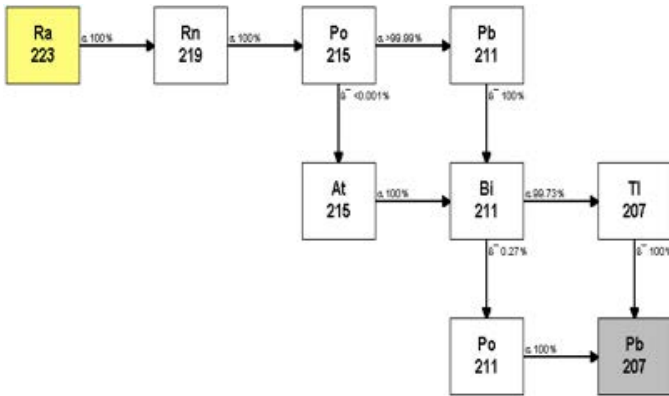 Ra
223
α 100%
Rn
219
α 100%
Po
215
α >99.99%
Pb
211
β⁻ <0.001%
β⁻ 100%
At
215
α 100%
Bi
211
α 99.73%
Tl
207
β⁻ 0.27%
β⁻ 100%
Po
211
α 100%
Pb
207